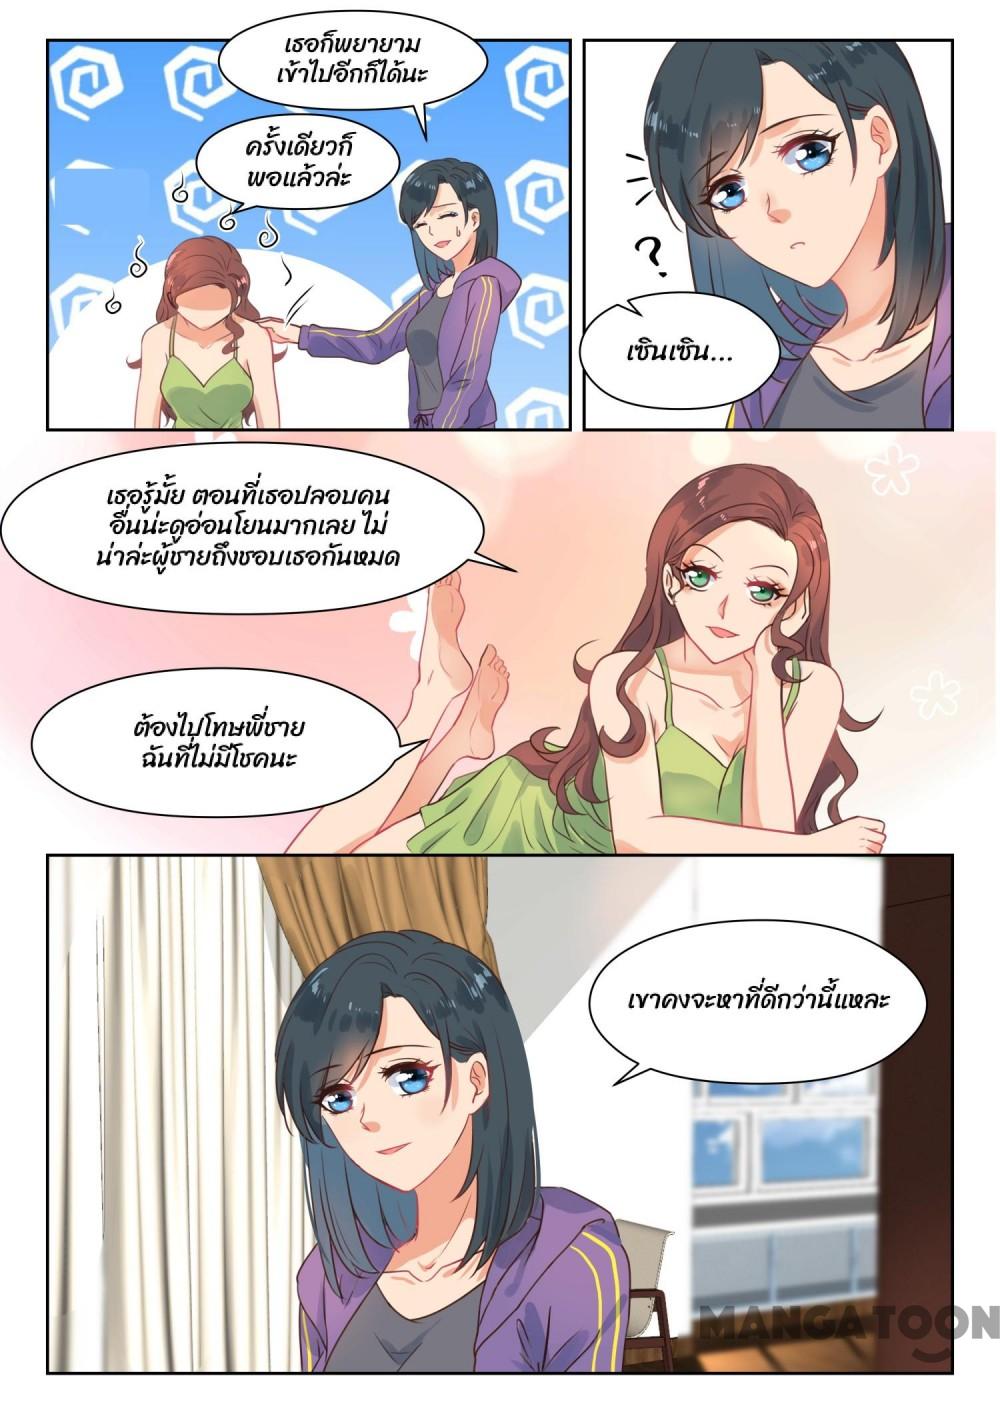 เธอก็พยายาม
เข้าไปอีกก็ได้นะ
ครั้งเดียวก็
พอแล้วล่ะ
?
เซินเซิน...
เธอรู้มั้ย ตอนที่เธอปลอบคน
อื่นน่ะดูอ่อนโยนมากเลย ไม่
น่าล่ะผู้ชายถึงชอบเธอกันหมด
ต้องไปโทษพี่ชาย
ฉันที่ไม่มีโชคนะ
เขาคงจะหาที่ดีกว่านี้แหละ
MANGATOON